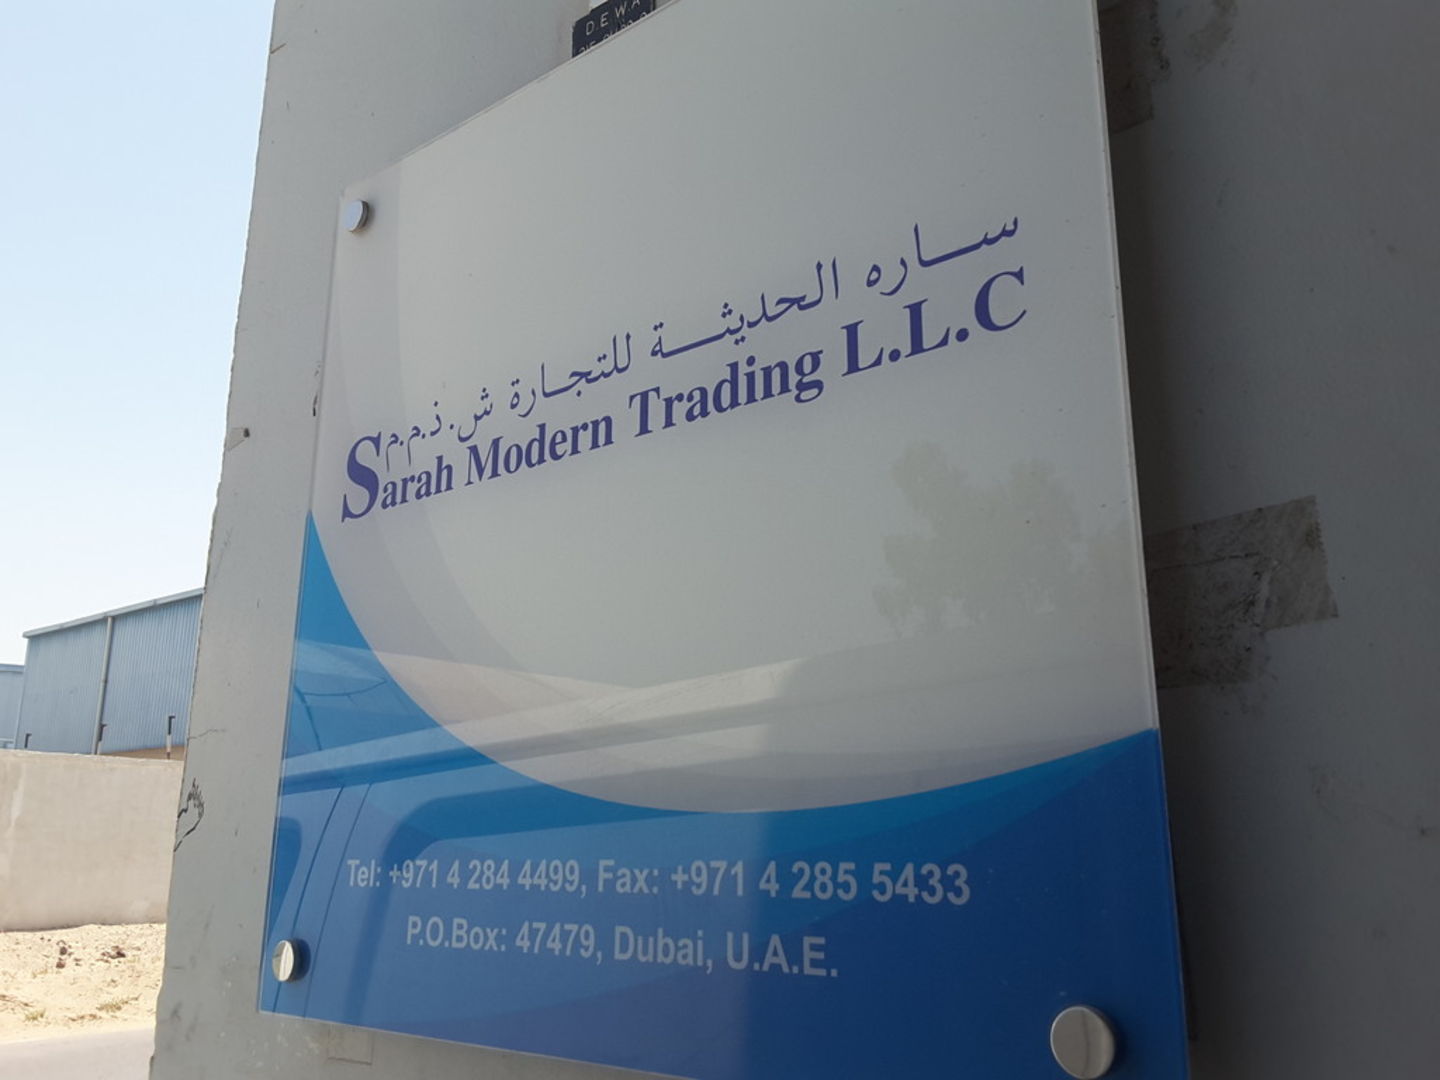 D.E.W.A
ساره الحديثة للتجارة ش.ذ.م.م
Sarah Modern Trading L.L.C
Tel: +971 4 284 4499, Fax: +971 4 285 5433
P.O.Box: 47479, Dubai, U.A.E.